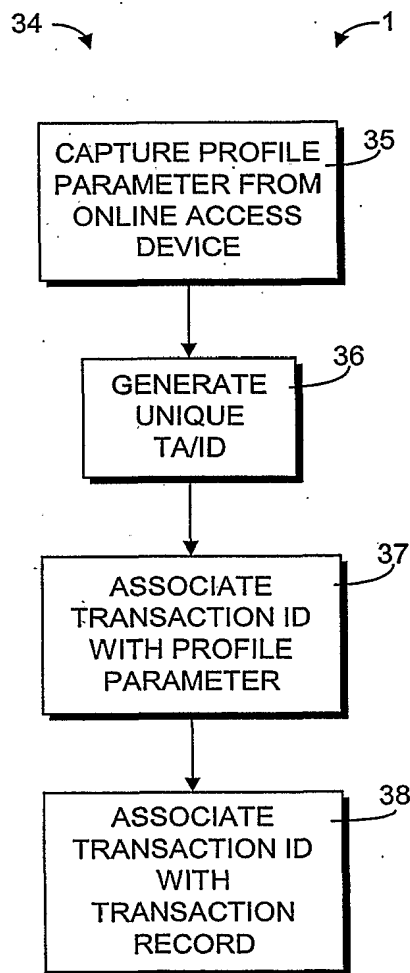 34 1
CAPTURE PROFILE 35
PARAMETER FROM
ONLINE ACCESS
DEVICE
GENERATE 36
UNIQUE
TA/ID
37
ASSOCIATE
TRANSACTION ID
WITH PROFILE
PARAMETER
38
ASSOCIATE
TRANSACTION ID
WITH
TRANSACTION
RECORD